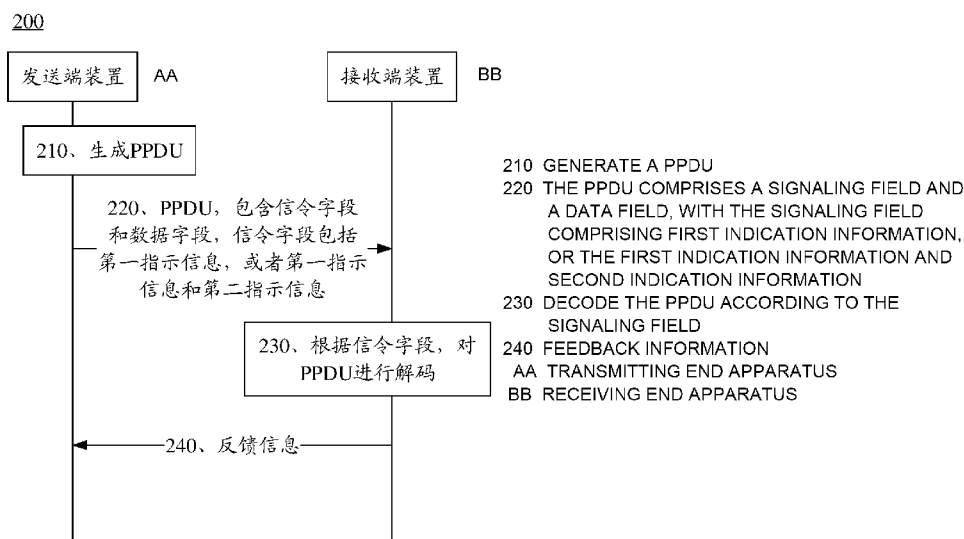 200
发送端装置 AA
接收端装置 BB
210、生成PPDU
220、PPDU，包含信令字段
和数据字段，信令字段包括
第一指示信息，或者第一指示
信息和第二指示信息
230、根据信令字段，对
PPDU进行解码
240、反馈信息
210 GENERATE A PPDU
220 THE PPDU COMPRISES A SIGNALING FIELD AND
A DATA FIELD, WITH THE SIGNALING FIELD
COMPRISING FIRST INDICATION INFORMATION,
OR THE FIRST INDICATION INFORMATION AND
SECOND INDICATION INFORMATION
230 DECODE THE PPDU ACCORDING TO THE
SIGNALING FIELD
240 FEEDBACK INFORMATION
AA TRANSMITTING END APPARATUS
BB RECEIVING END APPARATUS